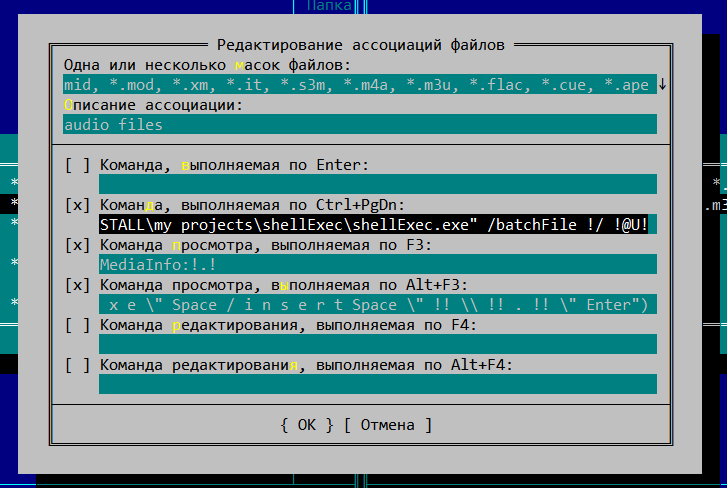 Папка
Редактирование ассоциаций файлов
Одна или несколько масок файлов:
mid, *.mod, *.xm, *.it, *.s3m, *.m4a, *.m3u, *.flac, *.cue, *.ape ↓
Описание ассоциации:
audio files
[ ] Команда, выполняемая по Enter:
[x] Команда, выполняемая по Ctrl+PgDn:
STALL\my projects\shellExec\shellExec.exe" /batchFile !/ !@U!
[x] Команда просмотра, выполняемая по F3:
MediaInfo:!.!
[x] Команда просмотра, выполняемая по Alt+F3:
x e \" Space / i n s e r t Space \" !! \\ !! . !! \" Enter")
[ ] Команда редактирования, выполняемая по F4:
[ ] Команда редактирования, выполняемая по Alt+F4:
{ OK } [ Отмена ]